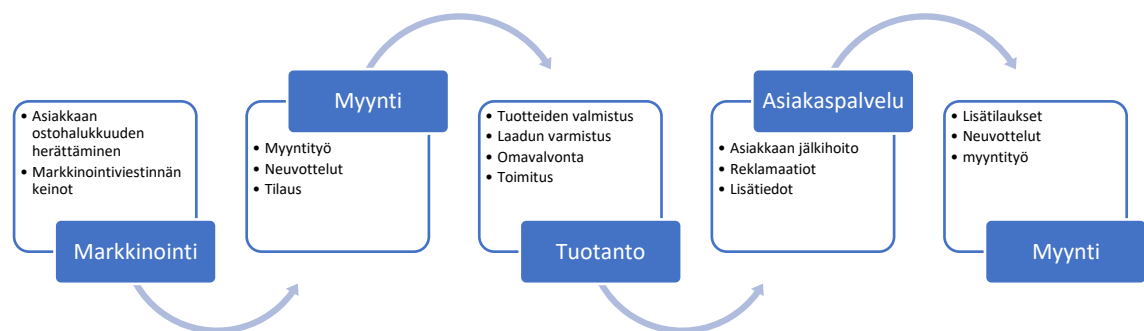 • Asiakkaan
ostohalukkuuden
herättäminen
• Markkinointiviestinnän
keinot
Markkinointi
Myynti
• Myyntityö
• Neuvottelut
• Tilaus
• Tuotteiden valmistus
• Laadun varmistus
• Omavalvonta
• Toimitus
Tuotanto
Asiakaspalvelu
• Asiakkaan jälkihoito
• Reklamaatiot
• Lisätiedot
• Lisätilaukset
• Neuvottelut
• myyntityö
Myynti